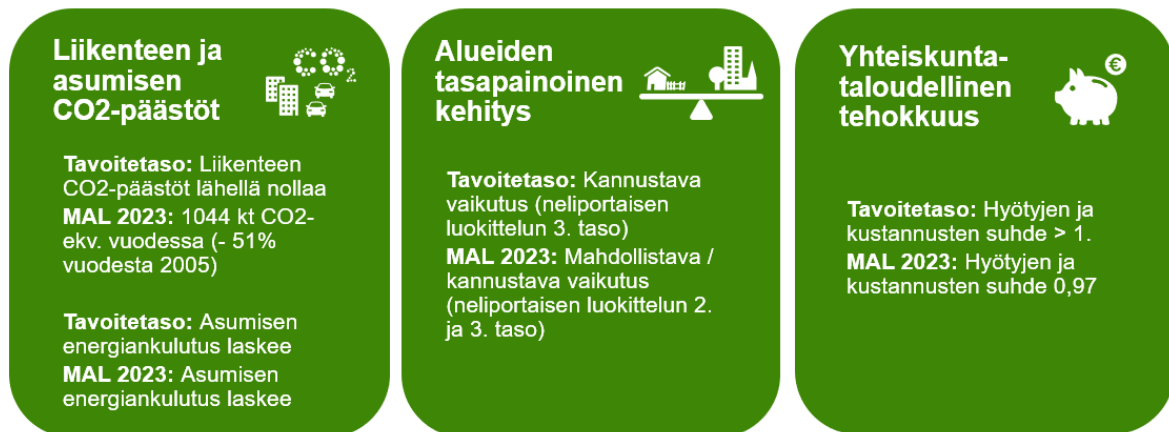 Liikenteen ja
asumisen
CO2-päästöt
CO2
Tavoitetaso: Liikenteen
CO2-päästöt lähellä nollaa
MAL 2023: 1044 kt CO2-
ekv. vuodessa (- 51%
vuodesta 2005)
Tavoitetaso: Asumisen
energiankulutus laskee
MAL 2023: Asumisen
energiankulutus laskee
Alueiden
tasapainoinen
kehitys
Tavoitetaso: Kannustava
vaikutus (neliportaisen
luokittelun 3. taso)
MAL 2023: Mahdollistava /
kannustava vaikutus
(neliportaisen luokittelun 2.
ja 3. taso)
Yhteiskunta-
taloudellinen
tehokkuus
€
Tavoitetaso: Hyötyjen ja
kustannusten suhde > 1.
MAL 2023: Hyötyjen ja
kustannusten suhde 0,97